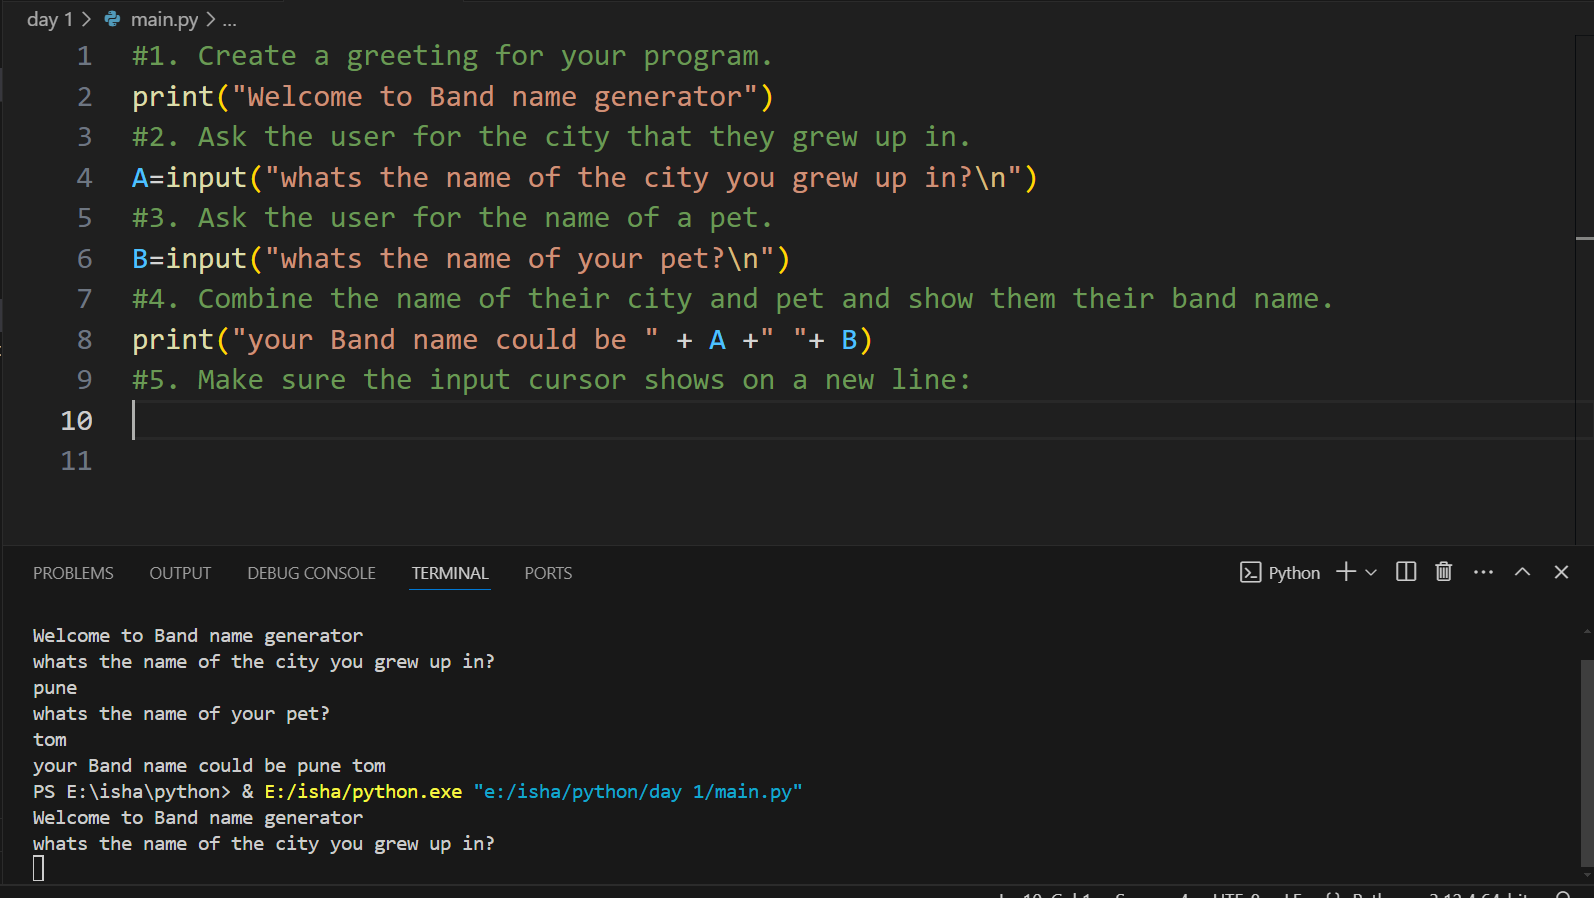 day 1 > main.py > ...
1 #1. Create a greeting for your program.
2 print("Welcome to Band name generator")
3 #2. Ask the user for the city that they grew up in.
4 A=input("whats the name of the city you grew up in?\n")
5 #3. Ask the user for the name of a pet.
6 B=input("whats the name of your pet?\n")
7 #4. Combine the name of their city and pet and show them their band name.
8 print("your Band name could be " + A +" "+ B)
9 #5. Make sure the input cursor shows on a new line:
10
11
PROBLEMS OUTPUT DEBUG CONSOLE TERMINAL PORTS Python
Welcome to Band name generator
whats the name of the city you grew up in?
pune
whats the name of your pet?
tom
your Band name could be pune tom
PS E:\isha\python> & E:/isha/python.exe "e:/isha/python/day 1/main.py"
Welcome to Band name generator
whats the name of the city you grew up in?